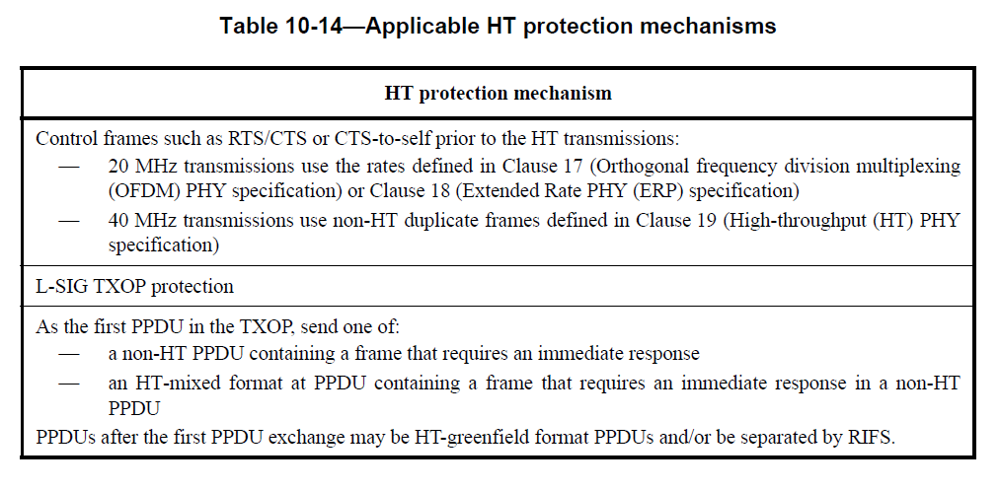 Table 10-14—Applicable HT protection mechanisms
HT protection mechanism
Control frames such as RTS/CTS or CTS-to-self prior to the HT transmissions:
— 20 MHz transmissions use the rates defined in Clause 17 (Orthogonal frequency division multiplexing
(OFDM) PHY specification) or Clause 18 (Extended Rate PHY (ERP) specification)
— 40 MHz transmissions use non-HT duplicate frames defined in Clause 19 (High-throughput (HT) PHY
specification)
L-SIG TXOP protection
As the first PPDU in the TXOP, send one of:
— a non-HT PPDU containing a frame that requires an immediate response
— an HT-mixed format at PPDU containing a frame that requires an immediate response in a non-HT
PPDU
PPDUs after the first PPDU exchange may be HT-greenfield format PPDUs and/or be separated by RIFS.